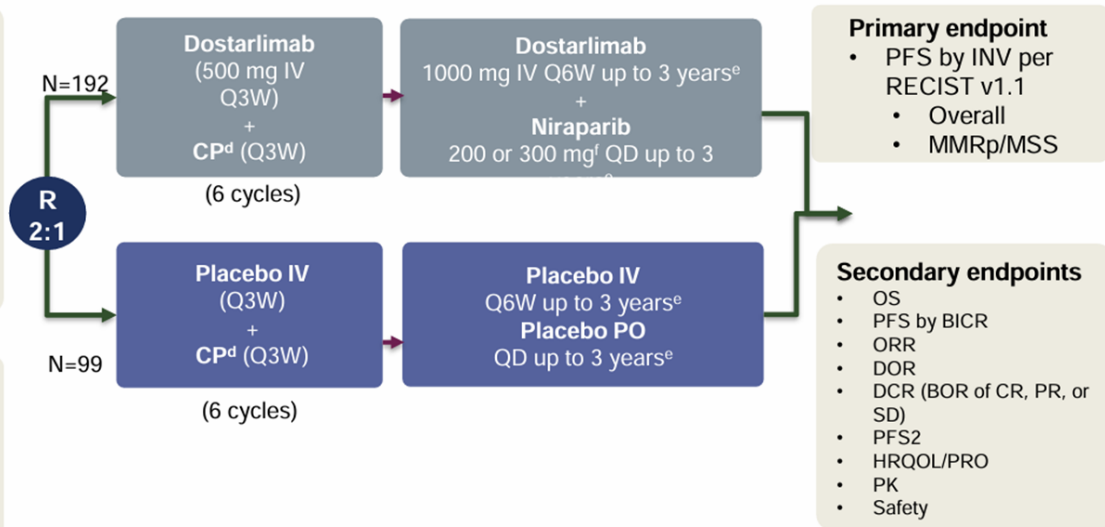 N=192
R
2:1
N=99
Dostarlimab
(500 mg IV
Q3W)
+
CPᵈ (Q3W)
(6 cycles)
Dostarlimab
1000 mg IV Q6W up to 3 yearsᵉ
+
Niraparib
200 or 300 mgᶠ QD up to 3
Placebo IV
(Q3W)
+
CPᵈ (Q3W)
(6 cycles)
Placebo IV
Q6W up to 3 yearsᵉ
Placebo PO
QD up to 3 yearsᵉ
Primary endpoint
• PFS by INV per
RECIST v1.1
• Overall
• MMRp/MSS
Secondary endpoints
• OS
• PFS by BICR
• ORR
• DOR
• DCR (BOR of CR, PR, or
SD)
• PFS2
• HRQOL/PRO
• PK
• Safety